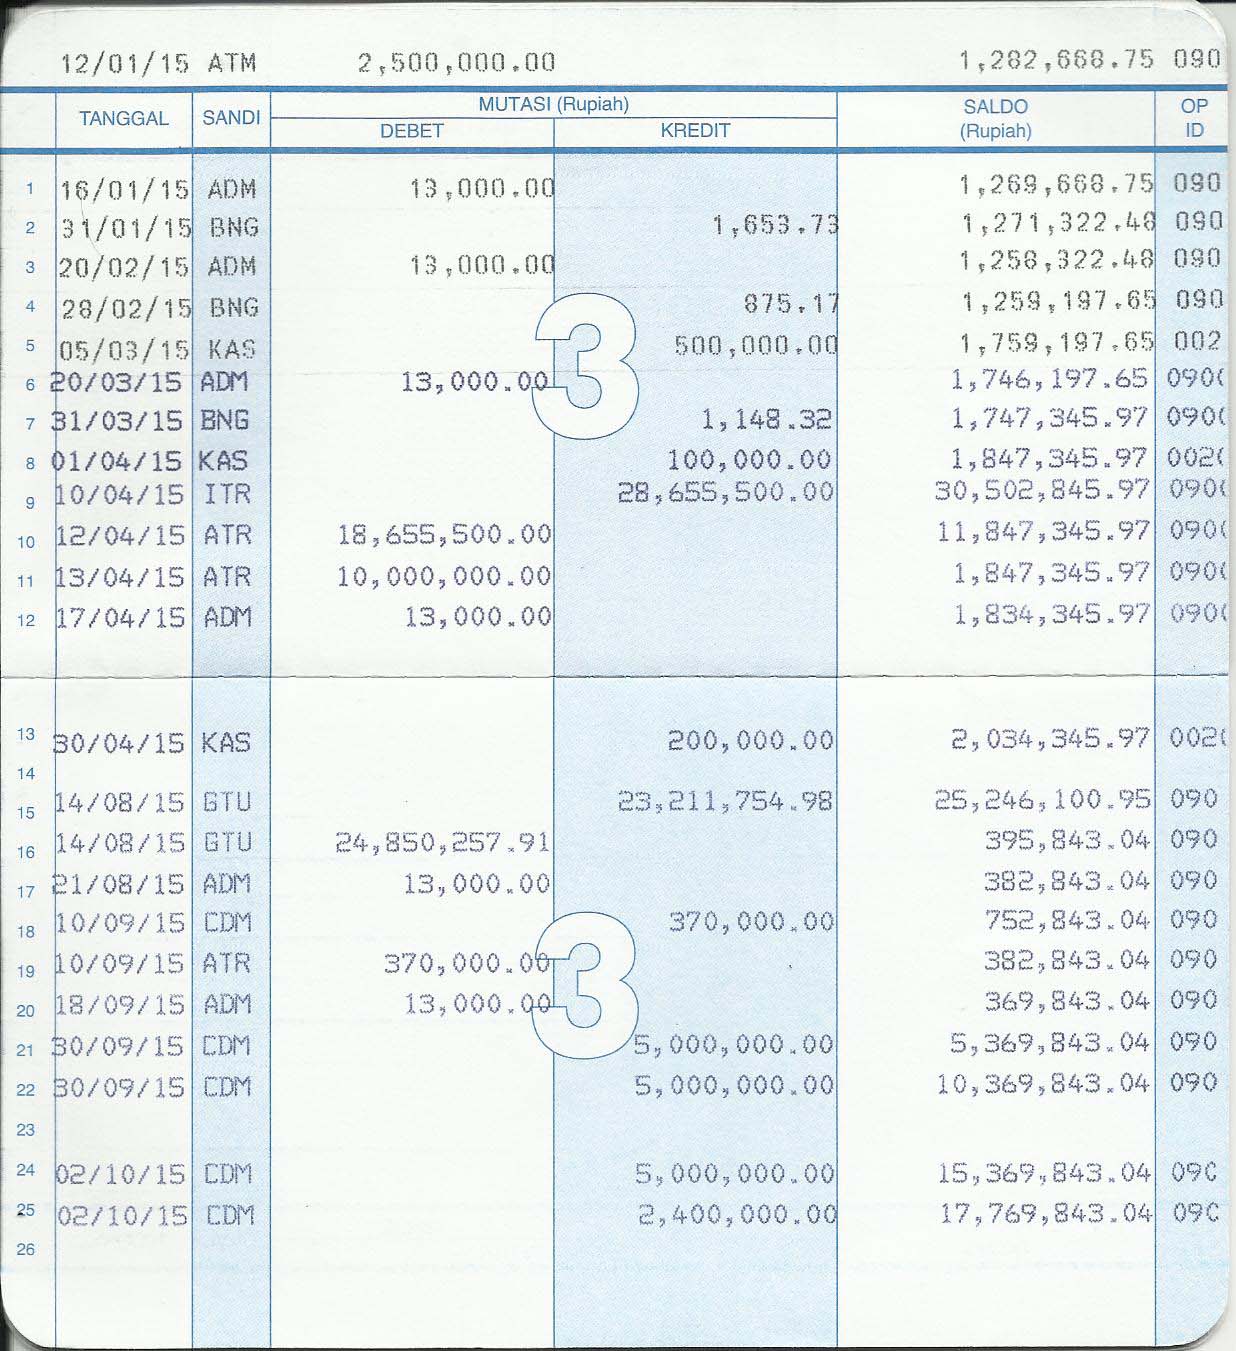 12/01/15 ATM 2,500,000.00 1,282,668.75 090
TANGGAL SANDI MUTASI (Rupiah) SALDO (Rupiah) OP ID
DEBET KREDIT
1 16/01/15 ADM 13,000.00 1,269,668.75 090
2 31/01/15 BNG 1,653.73 1,271,322.48 090
3 20/02/15 ADM 13,000.00 1,258,322.48 090
4 28/02/15 BNG 875.17 1,259,197.65 090
5 05/03/15 KAS 500,000.00 1,759,197.65 002
6 20/03/15 ADM 13,000.00 1,746,197.65 090
7 31/03/15 BNG 1,148.32 1,747,345.97 090
8 01/04/15 KAS 100,000.00 1,847,345.97 002
9 10/04/15 ITR 28,655,500.00 30,502,845.97 090
10 12/04/15 ATR 18,655,500.00 11,847,345.97 090
11 13/04/15 ATR 10,000,000.00 1,847,345.97 090
12 17/04/15 ADM 13,000.00 1,834,345.97 090
3
13 30/04/15 KAS 200,000.00 2,034,345.97 002
14
15 14/08/15 GTU 23,211,754.98 25,246,100.95 090
16 14/08/15 GTU 24,850,257.91 395,843.04 090
17 21/08/15 ADM 13,000.00 382,843.04 090
18 10/09/15 CDM 370,000.00 752,843.04 090
19 10/09/15 ATR 370,000.00 382,843.04 090
20 18/09/15 ADM 13,000.00 369,843.04 090
21 30/09/15 CDM 5,000,000.00 5,369,843.04 090
22 30/09/15 CDM 5,000,000.00 10,369,843.04 090
3
23
24 02/10/15 CDM 5,000,000.00 15,369,843.04 09C
25 02/10/15 CDM 2,400,000.00 17,769,843.04 09C
26